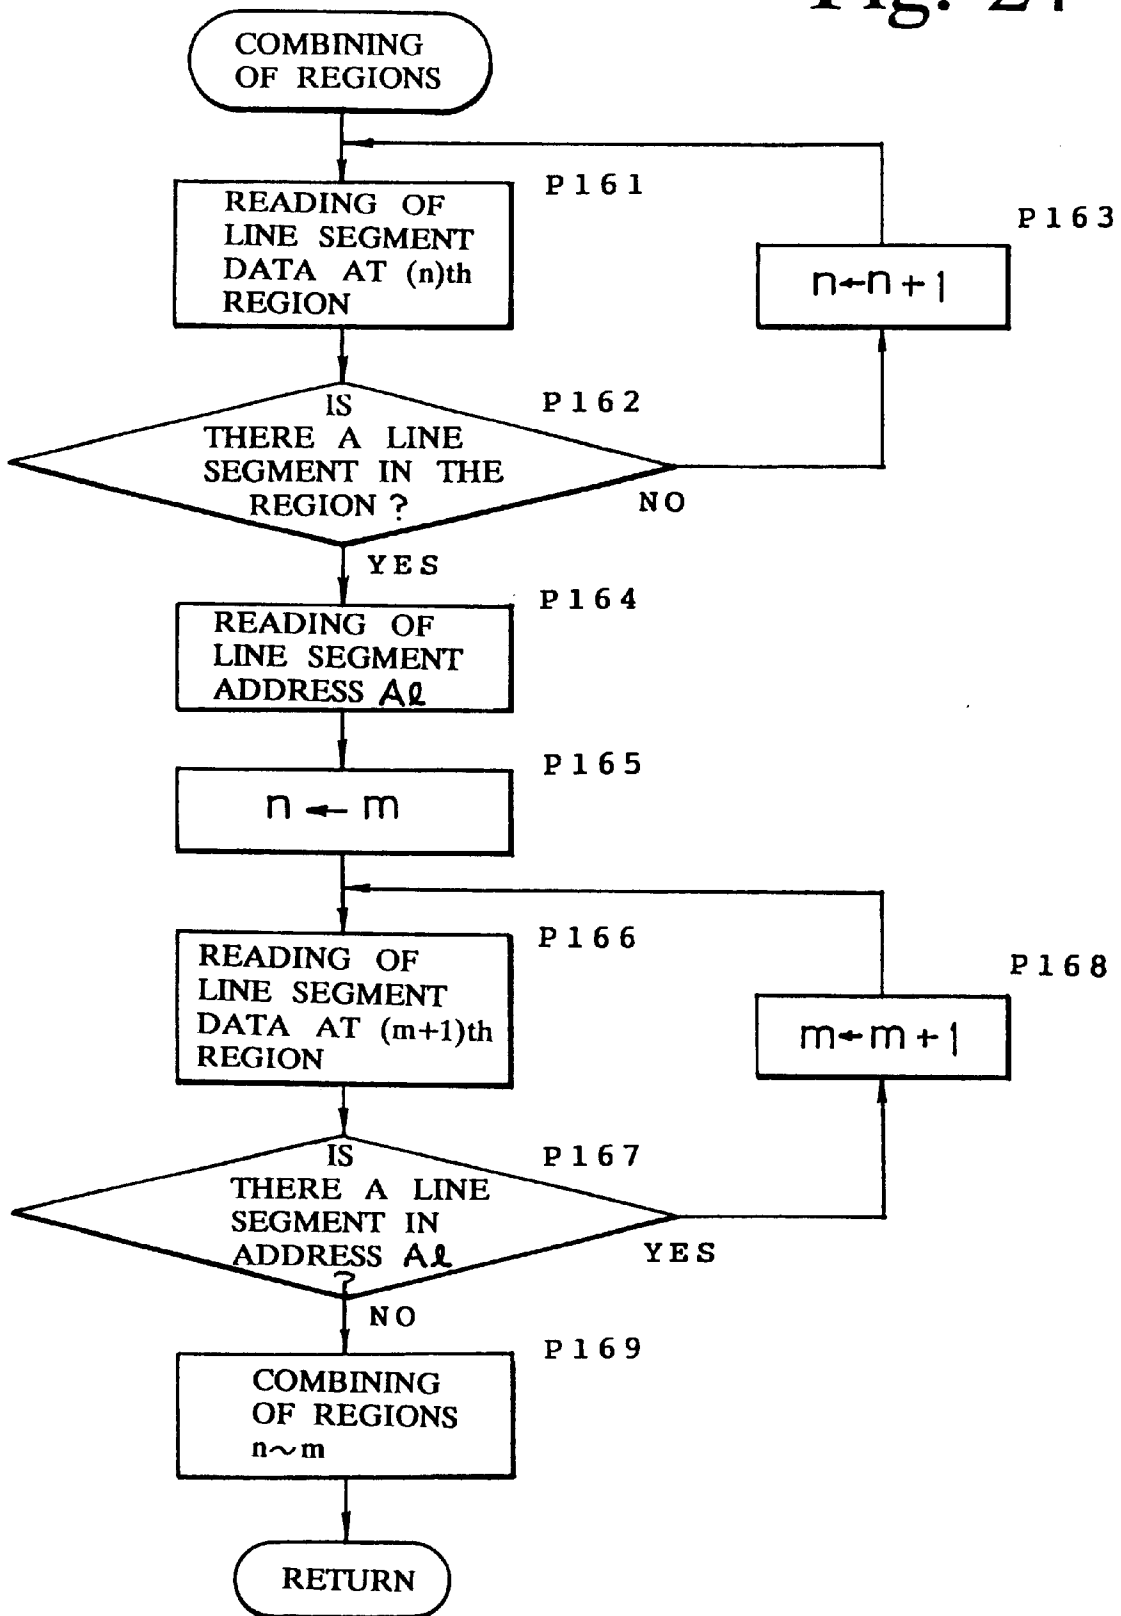 COMBINING
OF REGIONS
P161
READING OF
LINE SEGMENT
DATA AT (n)th
REGION
P163
n←n+1
P162
IS
THERE A LINE
SEGMENT IN THE
REGION ?
NO
YES
P164
READING OF
LINE SEGMENT
ADDRESS Aℓ
P165
n ← m
P166
READING OF
LINE SEGMENT
DATA AT (m+1)th
REGION
P168
m←m+1
P167
IS
THERE A LINE
SEGMENT IN
ADDRESS Aℓ
?
YES
NO
P169
COMBINING
OF REGIONS
n~m
RETURN